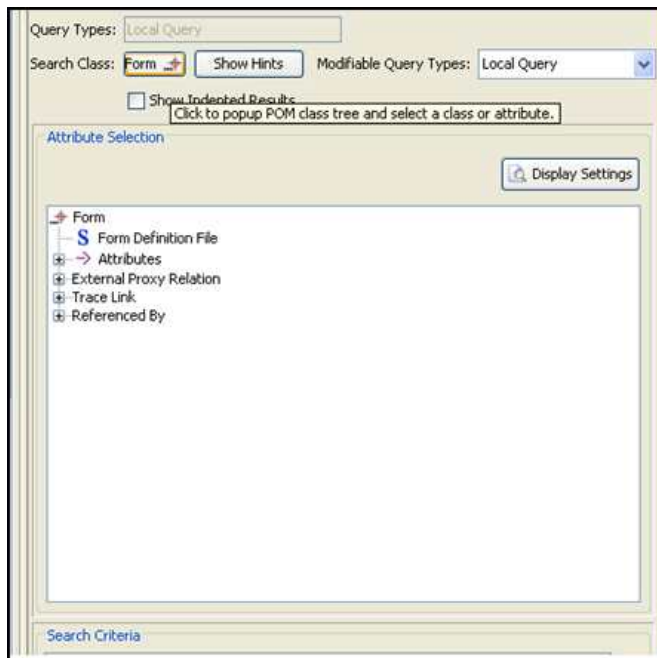 Query Types: Local Query
Search Class: Form Show Hints Modifiable Query Types: Local Query
Show Indented Results
Click to popup POM class tree and select a class or attribute.
Attribute Selection
Display Settings
Form
S Form Definition File
Attributes
External Proxy Relation
Trace Link
Referenced By
Search Criteria